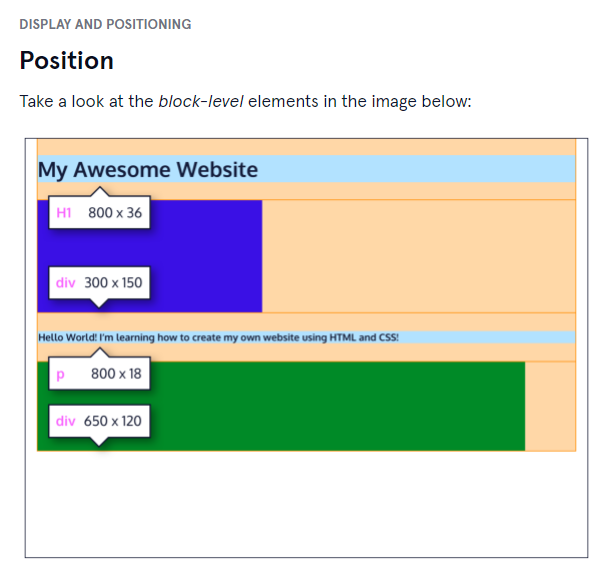 DISPLAY AND POSITIONING
Position
Take a look at the block-level elements in the image below:
My Awesome Website
H1 800 x 36
div 300 x 150
Hello World! I'm learning how to create my own website using HTML and CSS!
p 800 x 18
div 650 x 120